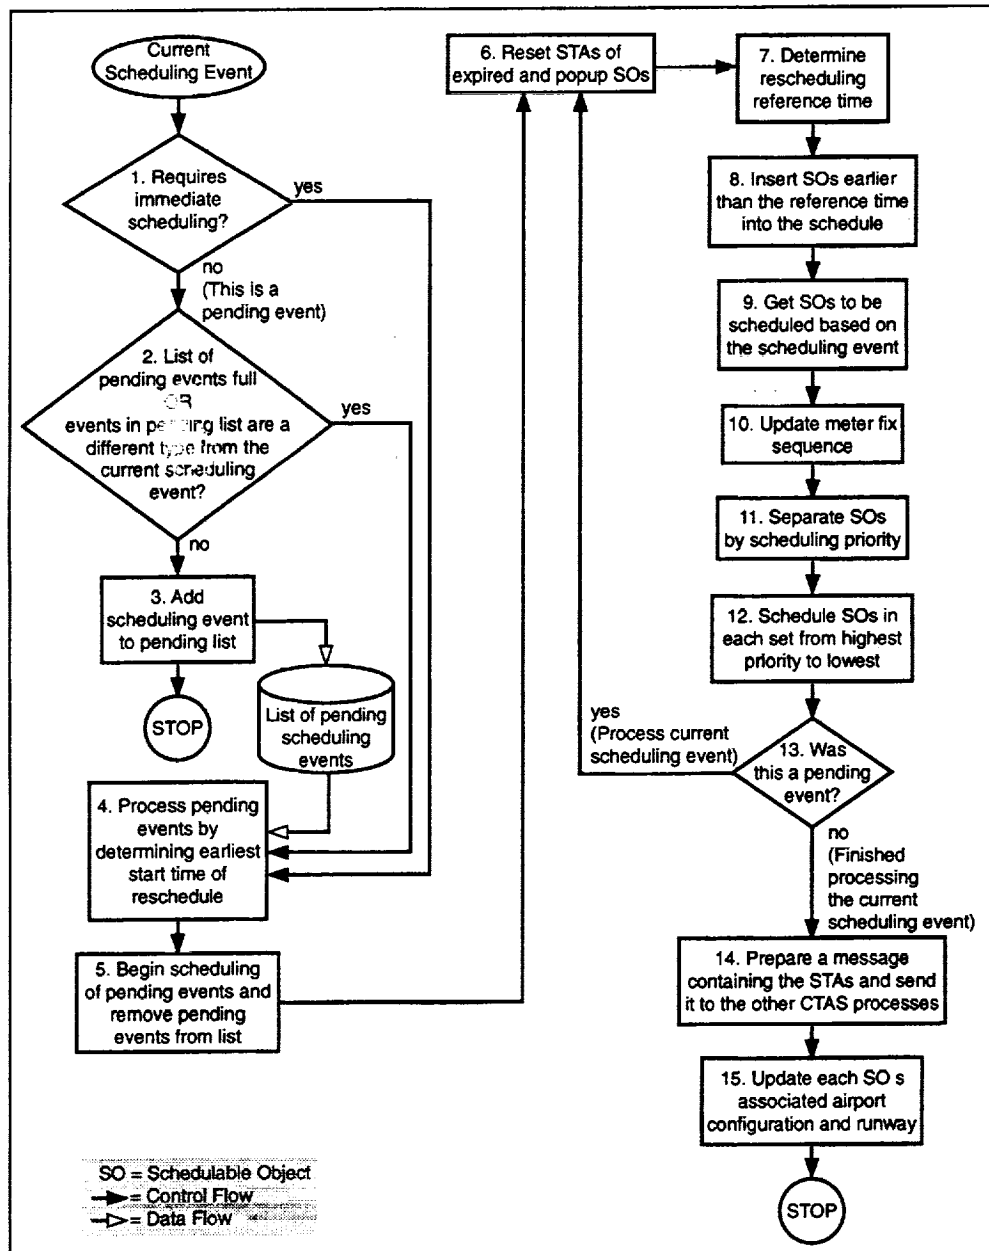 Current
Scheduling Event
1. Requires
immediate
scheduling?
yes
no
(This is a
pending event)
2. List of
pending events full
OR
events in pending list are a
different type from the
current scheduling
event?
yes
no
3. Add
scheduling event
to pending list
STOP
List of pending
scheduling
events
4. Process pending
events by
determining earliest
start time of
reschedule
5. Begin scheduling
of pending events and
remove pending
events from list
6. Reset STAs of
expired and popup SOs
7. Determine
rescheduling
reference time
8. Insert SOs earlier
than the reference time
into the schedule
9. Get SOs to be
scheduled based on
the scheduling event
10. Update meter fix
sequence
11. Separate SOs
by scheduling priority
12. Schedule SOs in
each set from highest
priority to lowest
yes
(Process current
scheduling event)
13. Was
this a pending
event?
no
(Finished
processing
the current
scheduling event)
14. Prepare a message
containing the STAs and send
it to the other CTAS processes
15. Update each SO s
associated airport
configuration and runway
STOP
SO = Schedulable Object
= Control Flow
= Data Flow